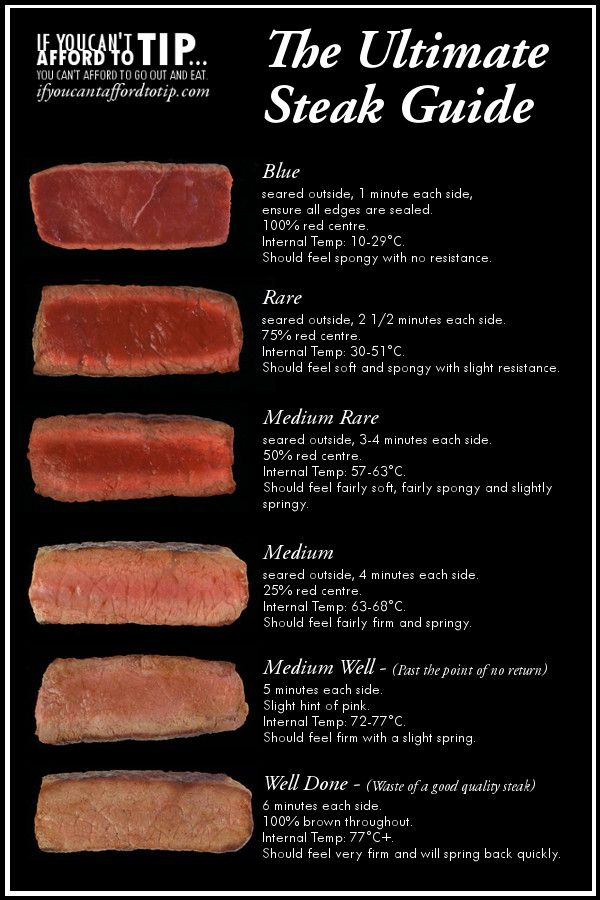 IF YOU CAN'T
AFFORD TO TIP...
YOU CAN'T AFFORD TO GO OUT AND EAT.
ifyoucantaffordtotip.com
The Ultimate
Steak Guide
Blue
seared outside, 1 minute each side,
ensure all edges are sealed.
100% red centre.
Internal Temp: 10-29°C.
Should feel spongy with no resistance.
Rare
seared outside, 2 1/2 minutes each side.
75% red centre.
Internal Temp: 30-51°C.
Should feel soft and spongy with slight resistance.
Medium Rare
seared outside, 3-4 minutes each side.
50% red centre.
Internal Temp: 57-63°C.
Should feel fairly soft, fairly spongy and slightly
springy.
Medium
seared outside, 4 minutes each side.
25% red centre.
Internal Temp: 63-68°C.
Should feel fairly firm and springy.
Medium Well - (Past the point of no return)
5 minutes each side.
Slight hint of pink.
Internal Temp: 72-77°C.
Should feel firm with a slight spring.
Well Done - (Waste of a good quality steak)
6 minutes each side.
100% brown throughout.
Internal Temp: 77°C+.
Should feel very firm and will spring back quickly.